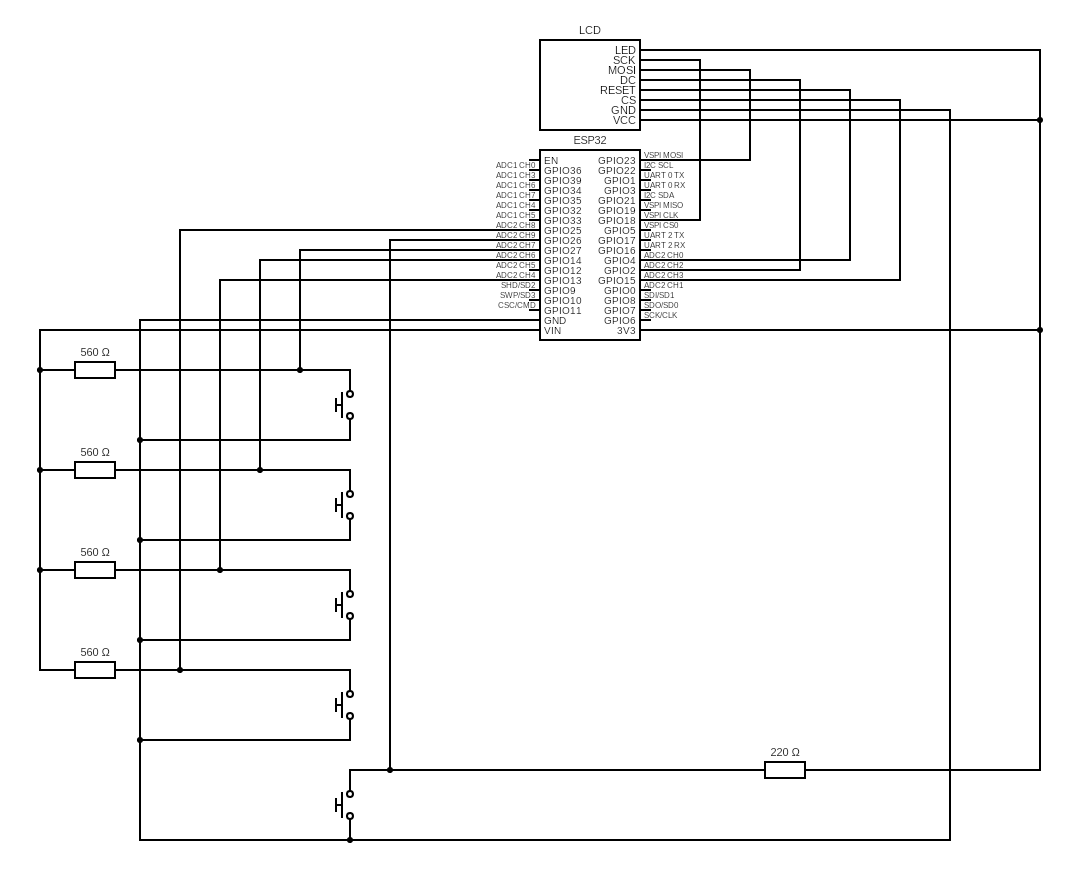 LCD
LED
SCK
MOSI
DC
RESET
CS
GND
VCC
ESP32
EN GPIO23 VSPI MOSI
ADC1 CH0 GPIO36 GPIO22 I2C SCL
ADC1 CH3 GPIO39 GPIO1 UART 0 TX
ADC1 CH6 GPIO34 GPIO3 UART 0 RX
ADC1 CH7 GPIO35 GPIO21 I2C SDA
ADC1 CH4 GPIO32 GPIO19 VSPI MISO
ADC1 CH5 GPIO33 GPIO18 VSPI CLK
ADC2 CH8 GPIO25 GPIO5 VSPI CS0
ADC2 CH9 GPIO26 GPIO17 UART 2 TX
ADC2 CH7 GPIO27 GPIO16 UART 2 RX
ADC2 CH6 GPIO14 GPIO4 ADC2 CH0
ADC2 CH5 GPIO12 GPIO2 ADC2 CH2
ADC2 CH4 GPIO13 GPIO15 ADC2 CH3
SHD/SD2 GPIO9 GPIO0 ADC2 CH1
SWP/SD3 GPIO10 GPIO8 SDI/SD1
CSC/CMD GPIO11 GPIO7 SDO/SD0
GND GPIO6 SCK/CLK
VIN 3V3
560 Ω
560 Ω
560 Ω
560 Ω
220 Ω